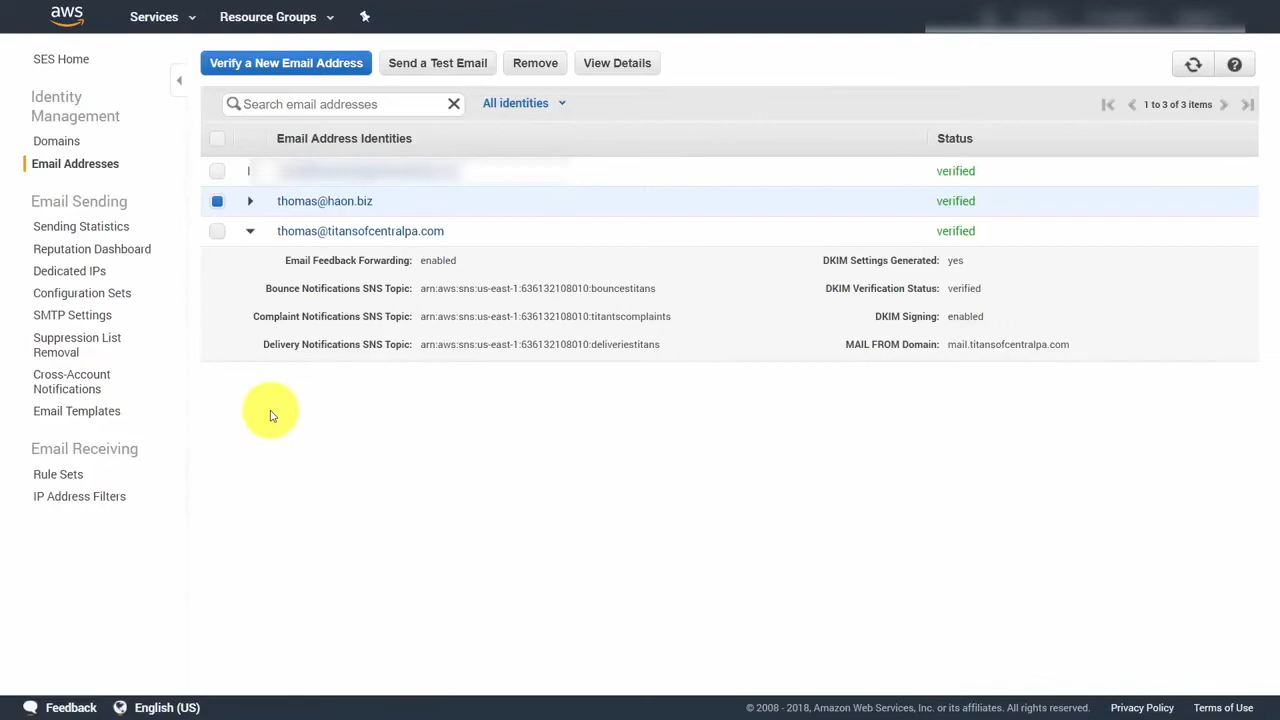 aws Services Resource Groups
SES Home
Identity Management
Domains
Email Addresses
Email Sending
Sending Statistics
Reputation Dashboard
Dedicated IPs
Configuration Sets
SMTP Settings
Suppression List
Removal
Cross-Account
Notifications
Email Templates
Email Receiving
Rule Sets
IP Address Filters
Verify a New Email Address Send a Test Email Remove View Details
Search email addresses All identities 1 to 3 of 3 items
Email Address Identities Status
verified
thomas@haon.biz verified
thomas@titansofcentralpa.com verified
Email Feedback Forwarding: enabled DKIM Settings Generated: yes
Bounce Notifications SNS Topic: arn:aws:sns:us-east-1:636132108010:bouncestitans DKIM Verification Status: verified
Complaint Notifications SNS Topic: arn:aws:sns:us-east-1:636132108010:titantscomplaints DKIM Signing: enabled
Delivery Notifications SNS Topic: arn:aws:sns:us-east-1:636132108010:deliveriestitans MAIL FROM Domain: mail.titansofcentralpa.com
Feedback English (US) © 2008 - 2018, Amazon Web Services, Inc. or its affiliates. All rights reserved. Privacy Policy Terms of Use